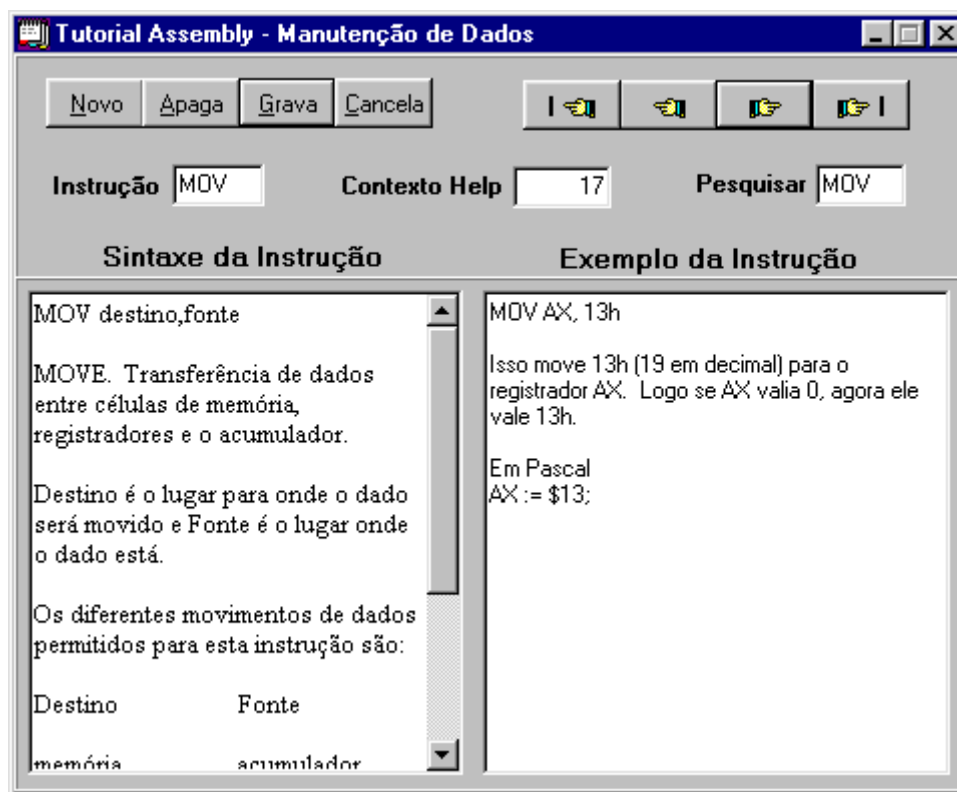 Tutorial Assembly - Manutenção de Dados
Novo Apaga Grava Cancela
Instrução MOV Contexto Help 17 Pesquisar MOV
Sintaxe da Instrução
Exemplo da Instrução
MOV destino,fonte
MOVE. Transferência de dados
entre células de memória,
registradores e o acumulador.
Destino é o lugar para onde o dado
será movido e Fonte é o lugar onde
o dado está.
Os diferentes movimentos de dados
permitidos para esta instrução são:
Destino Fonte
memória acumulador
MOV AX, 13h
Isso move 13h (19 em decimal) para o
registrador AX. Logo se AX valia 0, agora ele
vale 13h.
Em Pascal
AX := $13;